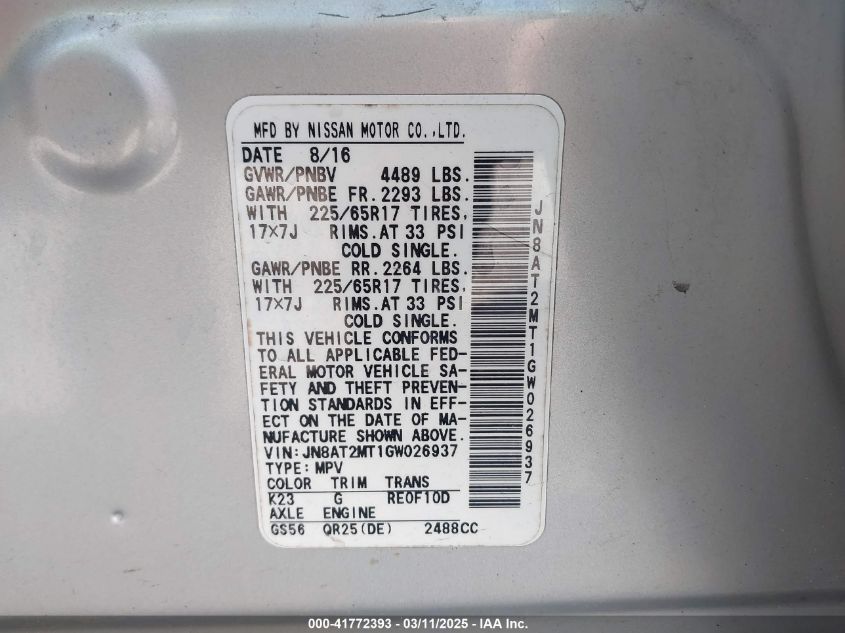 MFD BY NISSAN MOTOR CO.,LTD.
DATE 8/16
GVWR/PNBV 4489 LBS.
GAWR/PNBE FR. 2293 LBS.
WITH 225/65R17 TIRES,
17×7J RIMS.AT 33 PSI
COLD SINGLE.
GAWR/PNBE RR. 2264 LBS.
WITH 225/65R17 TIRES,
17×7J RIMS.AT 33 PSI
COLD SINGLE.
THIS VEHICLE CONFORMS
TO ALL APPLICABLE FED-
ERAL MOTOR VEHICLE SA-
FETY AND THEFT PREVEN-
TION STANDARDS IN EFF-
ECT ON THE DATE OF MA-
NUFACTURE SHOWN ABOVE.
VIN:JN8AT2MT1GW026937
TYPE:MPV
COLOR TRIM TRANS
K23 G RE0F10D
AXLE ENGINE
GS56 QR25(DE) 2488CC
JN8AT2MT1GW026937
000-41772393 - 03/11/2025 - IAA Inc.